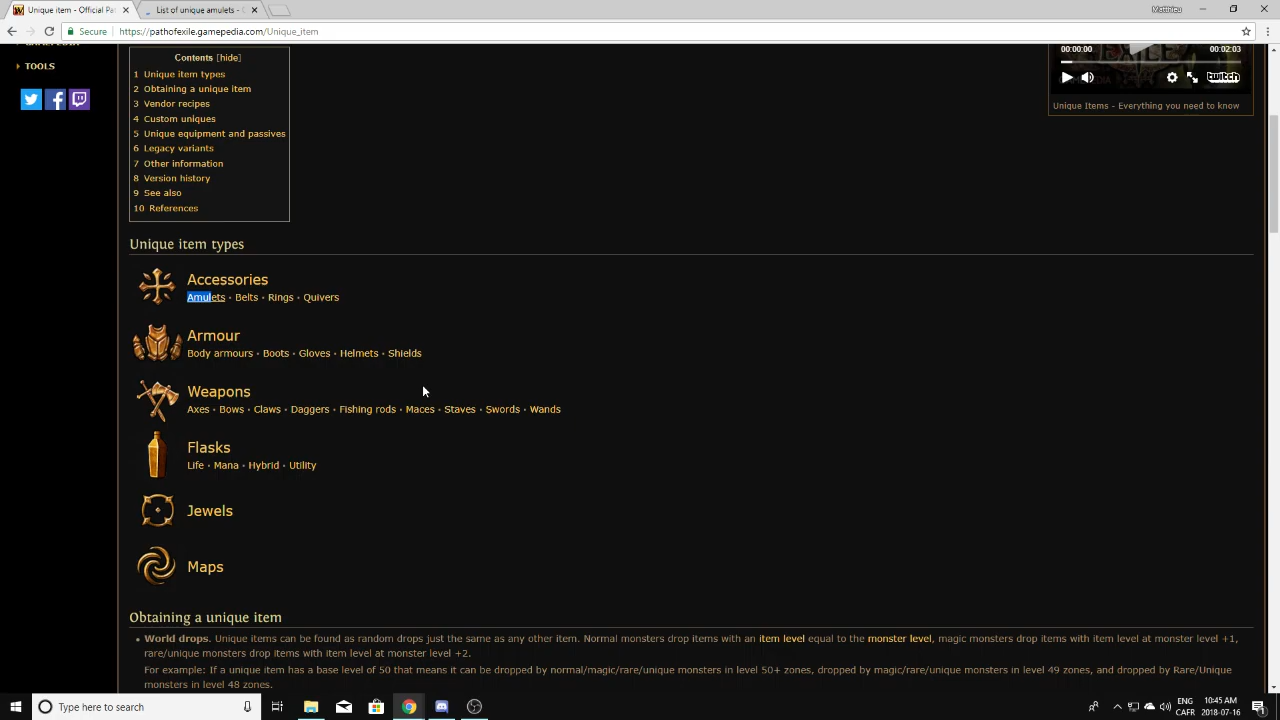 Unique item - Official Pat
List of unique amulets - O
Matthieu
Secure | https://pathofexile.gamepedia.com/Unique_item
TOOLS
Contents [hide]
1 Unique item types
2 Obtaining a unique item
3 Vendor recipes
4 Custom uniques
5 Unique equipment and passives
6 Legacy variants
7 Other information
8 Version history
9 See also
10 References
00:00:00 00:02:03
twitch
Unique Items - Everything you need to know
Unique item types
Accessories
Amulets • Belts • Rings • Quivers
Armour
Body armours • Boots • Gloves • Helmets • Shields
Weapons
Axes • Bows • Claws • Daggers • Fishing rods • Maces • Staves • Swords • Wands
Flasks
Life • Mana • Hybrid • Utility
Jewels
Maps
Obtaining a unique item
• World drops. Unique items can be found as random drops just the same as any other item. Normal monsters drop items with an item level equal to the monster level, magic monsters drop items with item level at monster level +1,
rare/unique monsters drop items with item level at monster level +2.
For example: If a unique item has a base level of 50 that means it can be dropped by normal/magic/rare/unique monsters in level 50+ zones, dropped by magic/rare/unique monsters in level 49 zones, and dropped by Rare/Unique
monsters in level 48 zones.
Type here to search
ENG
CAFR
10:45 AM
2018-07-16